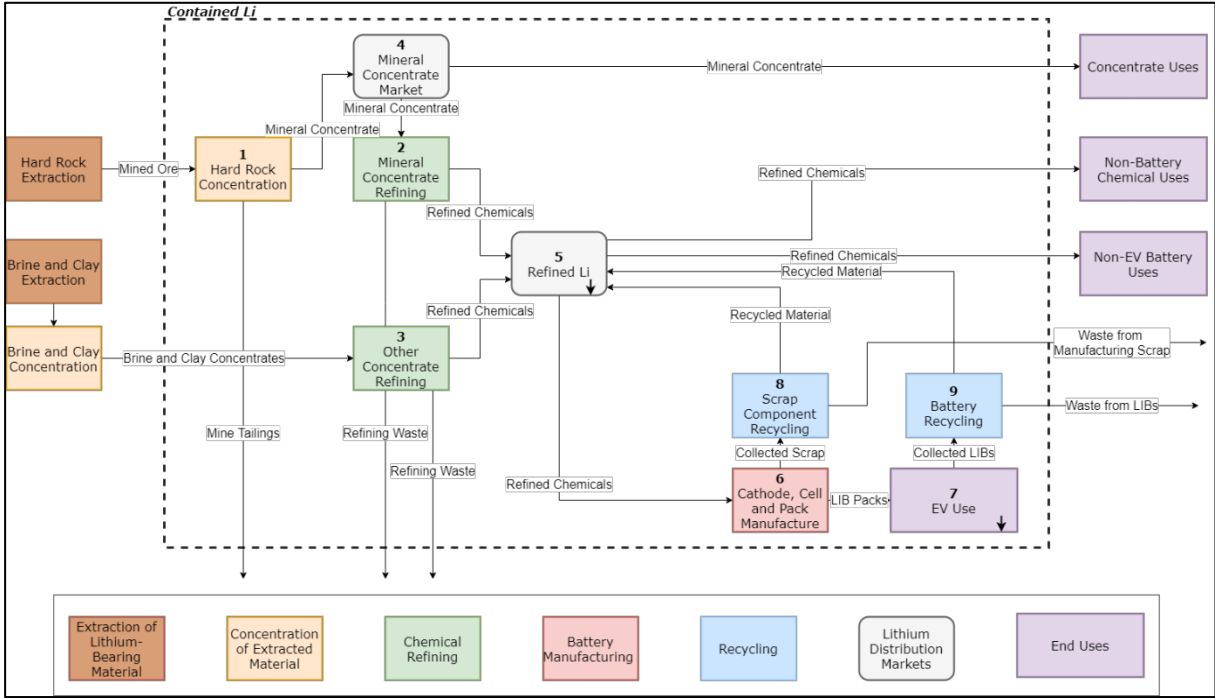 Contained Li
4
Mineral
Concentrate
Market
Mineral Concentrate
Concentrate Uses
Mineral Concentrate
Mineral Concentrate
Hard Rock
Extraction
Mined Ore
1
Hard Rock
Concentration
2
Mineral
Concentrate
Refining
Refined Chemicals
Non-Battery
Chemical Uses
Refined Chemicals
Brine and Clay
Extraction
5
Refined Li
Refined Chemicals
Non-EV Battery
Uses
Recycled Material
Refined Chemicals
Recycled Material
Brine and Clay
Concentration
Brine and Clay Concentrates
3
Other
Concentrate
Refining
Waste from
Manufacturing Scrap
8
Scrap
Component
Recycling
9
Battery
Recycling
Waste from LIBs
Mine Tailings
Refining Waste
Refining Waste
Collected Scrap
Collected LIBs
Refined Chemicals
6
Cathode, Cell
and Pack
Manufacture
LIB Packs
7
EV Use
Extraction of
Lithium-
Bearing
Material
Concentration
of Extracted
Material
Chemical
Refining
Battery
Manufacturing
Recycling
Lithium
Distribution
Markets
End Uses